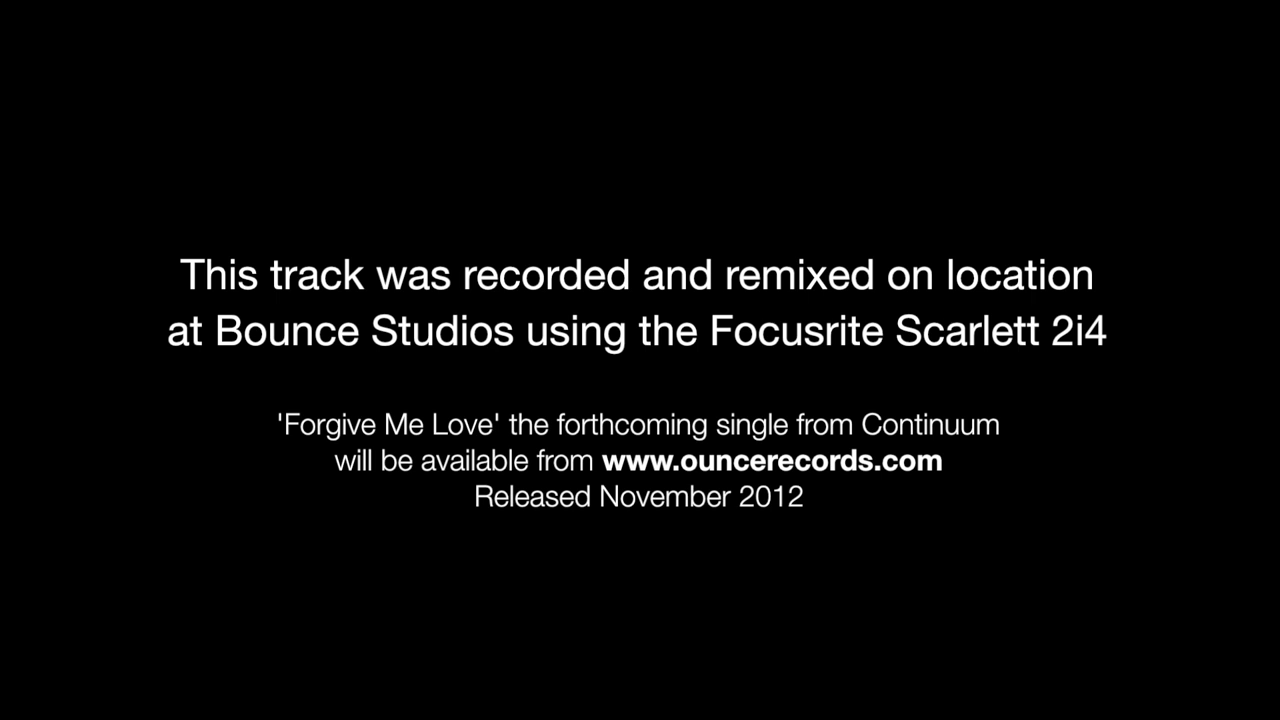 This track was recorded and remixed on location
at Bounce Studios using the Focusrite Scarlett 2i4
'Forgive Me Love' the forthcoming single from Continuum
will be available from www.ouncerecords.com
Released November 2012